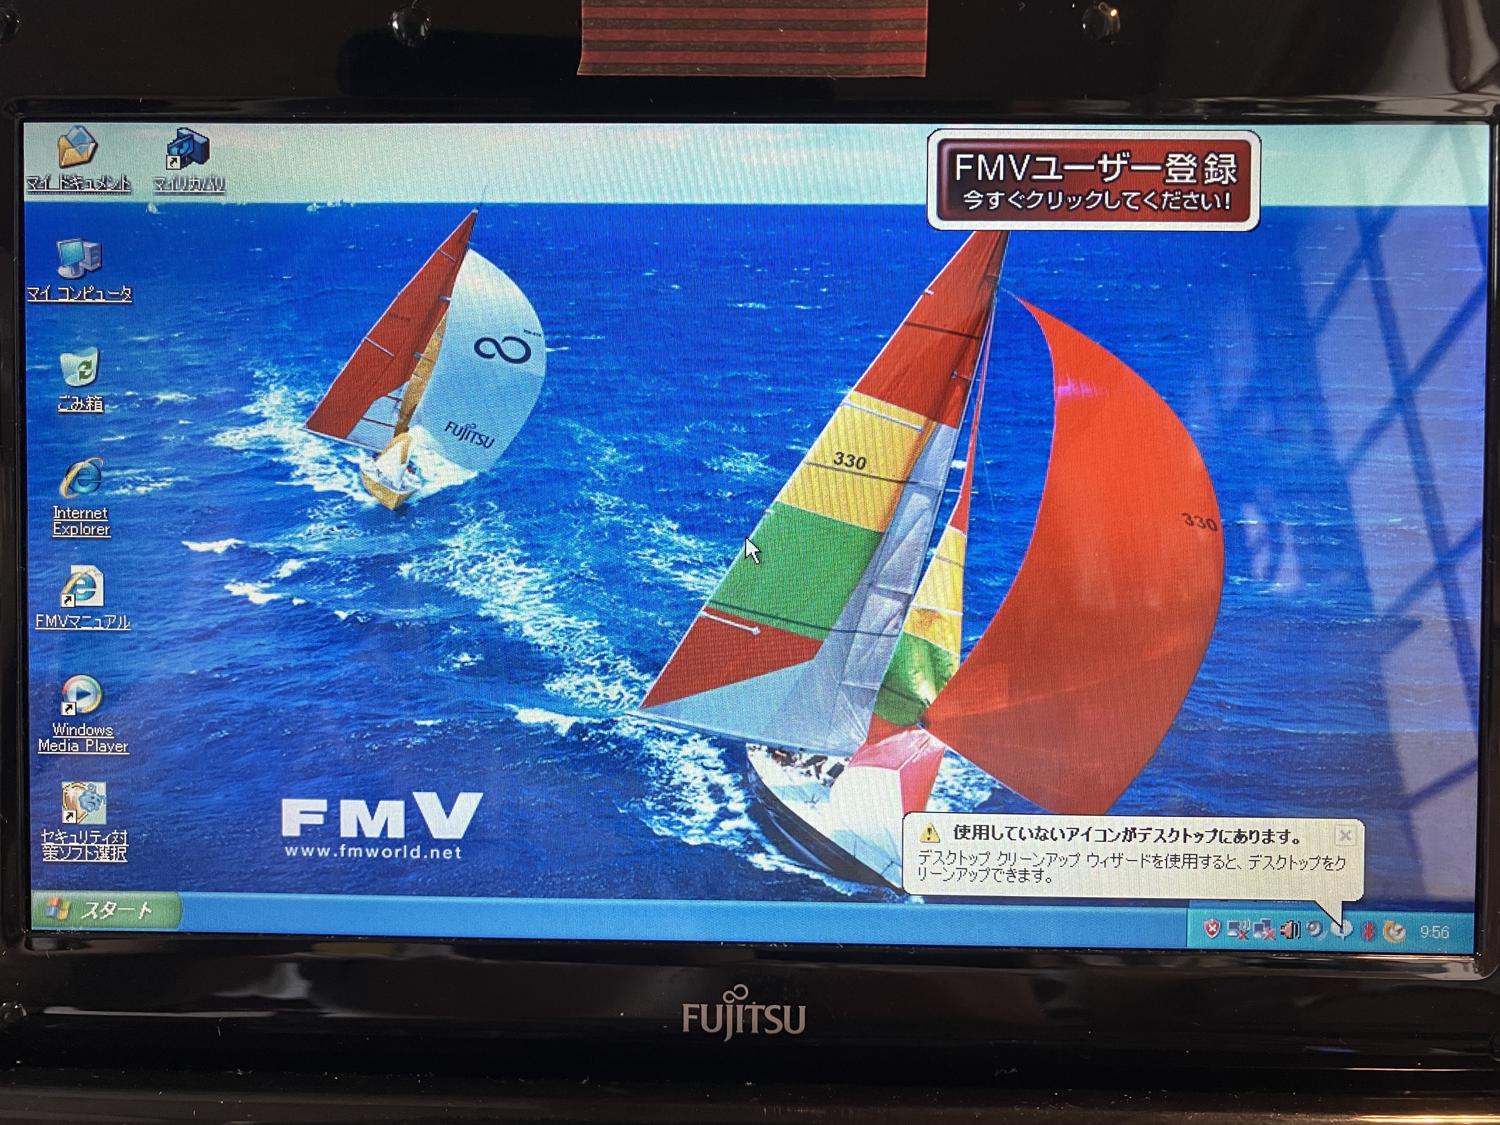 マイ ドキュメント
マイリカバリ
FMVユーザー登録
今すぐクリックしてください!
マイ コンピュータ
ごみ箱
Internet
Explorer
FMVマニュアル
Windows
Media Player
セキュリティ対
策ソフト選択
FUJITSU
330
330
FMV
www.fmworld.net
使用していないアイコンがデスクトップにあります。
デスクトップ クリーンアップ ウィザードを使用すると、デスクトップをク
リーンアップできます。
スタート
9:56
FUJITSU